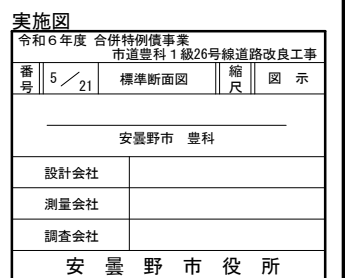 実施図
令和６年度 合併特例債事業
市道豊科１級26号線道路改良工事
番号 5／21 標準断面図 縮尺 図 示
安曇野市 豊科
設計会社
測量会社
調査会社
安 曇 野 市 役 所